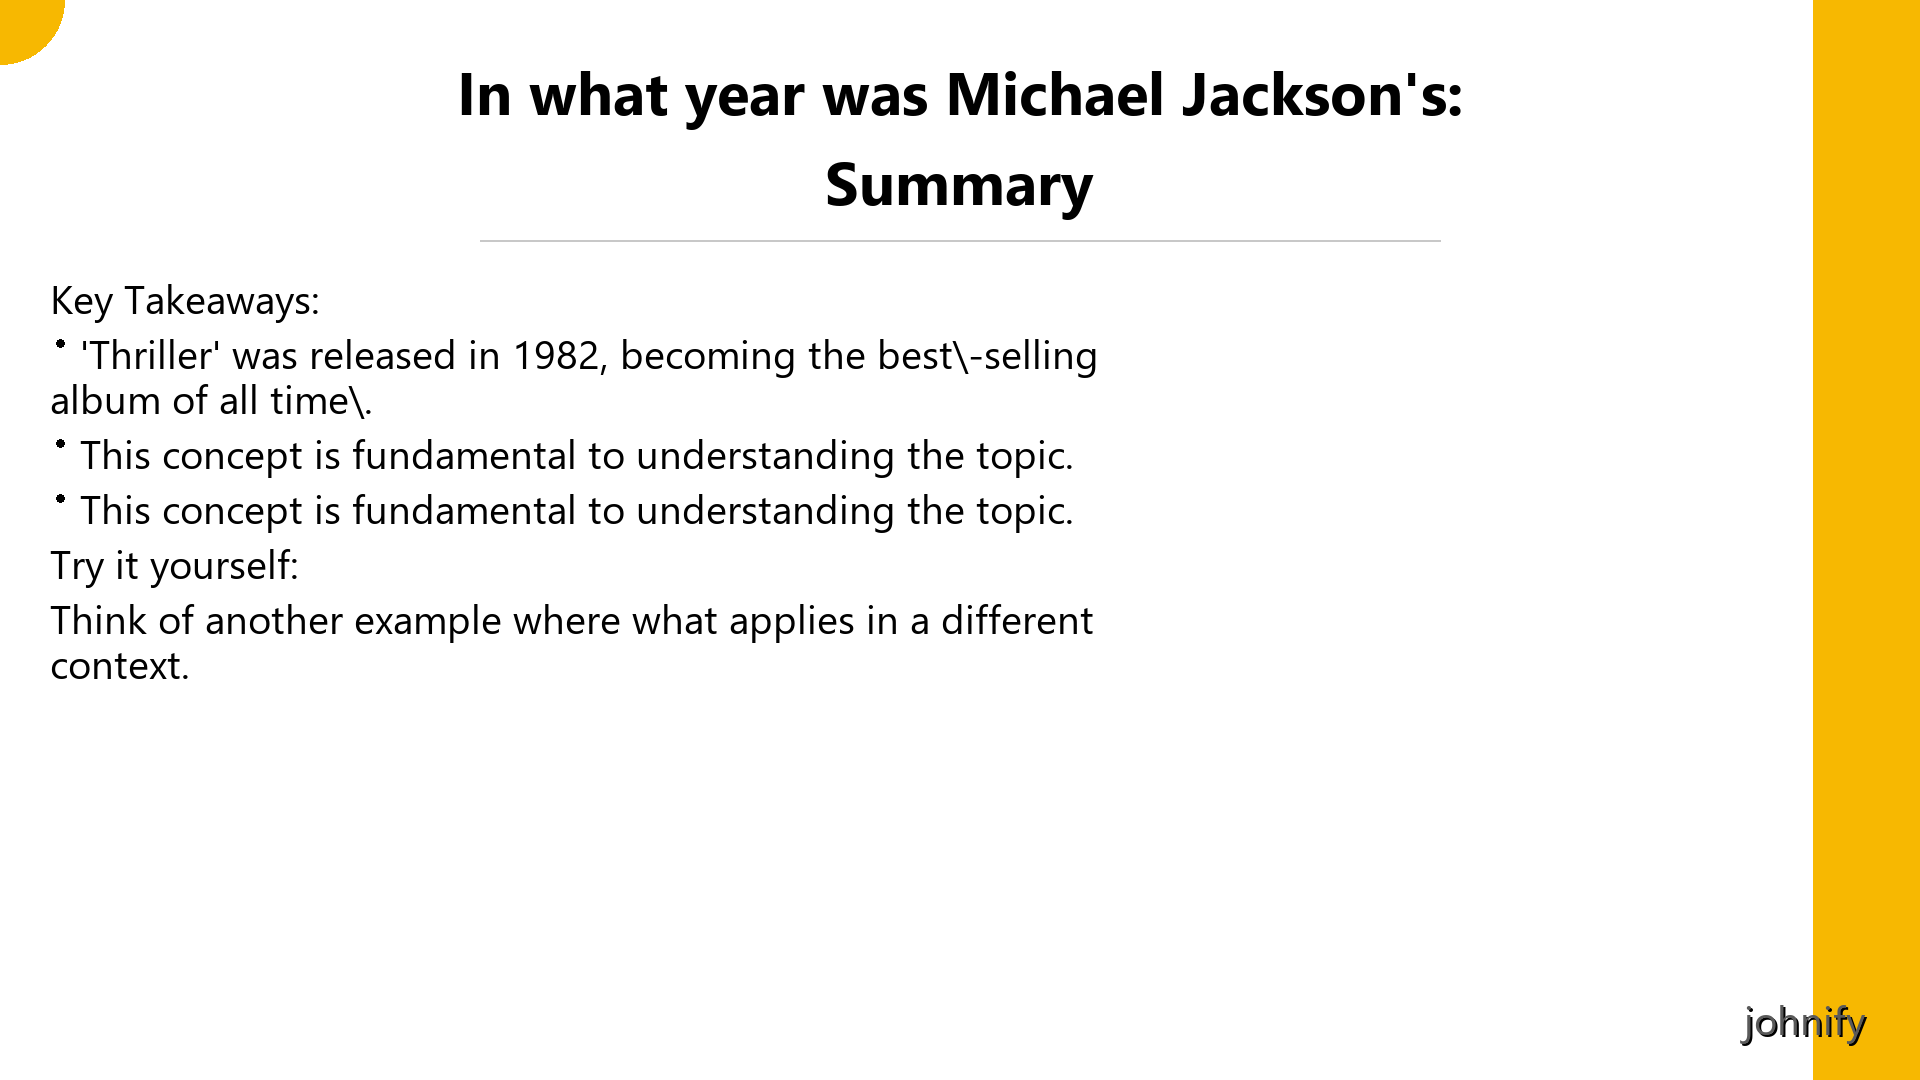 In what year was Michael Jackson's:
Summary
Key Takeaways:
• 'Thriller' was released in 1982, becoming the best\-selling
album of all time\.
• This concept is fundamental to understanding the topic.
• This concept is fundamental to understanding the topic.
Try it yourself:
Think of another example where what applies in a different
context.
johnify